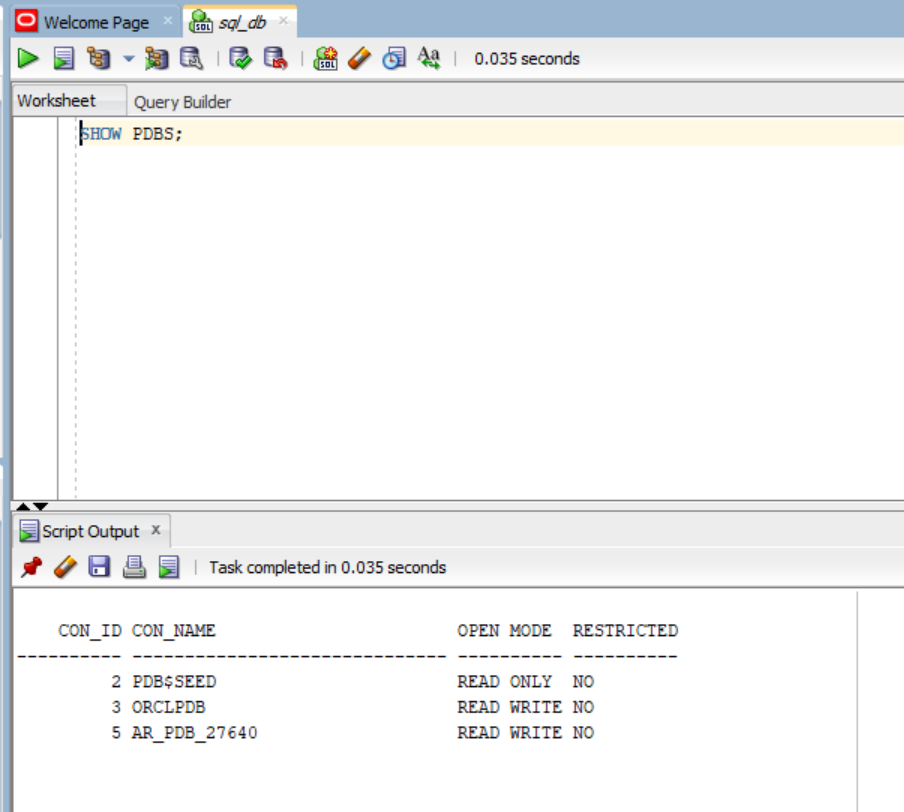 Welcome Page × sql_db ×
0.035 seconds
Worksheet Query Builder
SHOW PDBS;
Script Output x
Task completed in 0.035 seconds
CON_ID CON_NAME OPEN MODE RESTRICTED
---------- ------------------------------ ---------- ----------
2 PDB$SEED READ ONLY NO
3 ORCLPDB READ WRITE NO
5 AR_PDB_27640 READ WRITE NO